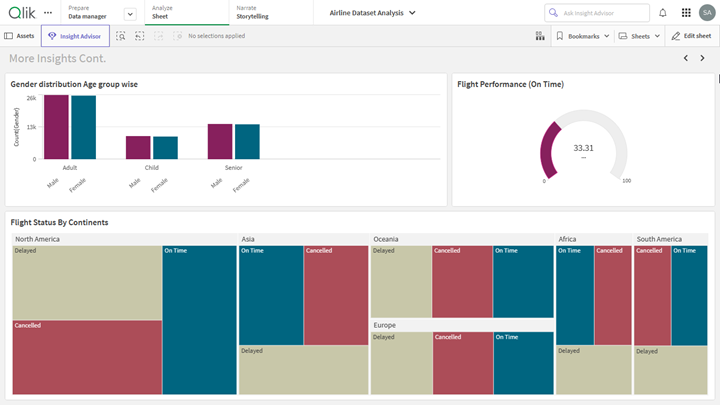 Qlik
Prepare
Data manager
Analyze
Sheet
Narrate
Storytelling
Airline Dataset Analysis
Ask Insight Advisor
SA
Assets
Insight Advisor
No selections applied
Bookmarks
Sheets
Edit sheet
More Insights Cont.
Gender distribution Age group wise
Count(Gender)
26k
13k
0
Adult
Child
Senior
Male
Female
Male
Female
Male
Female
Flight Performance (On Time)
33.31
0
100
Flight Status By Continents
North America
Delayed
On Time
Cancelled
Asia
On Time
Cancelled
Delayed
Oceania
Delayed
Cancelled
On Time
Europe
Delayed
Cancelled
On Time
Africa
On Time
Cancelled
Delayed
South America
Cancelled
On Time
Delayed